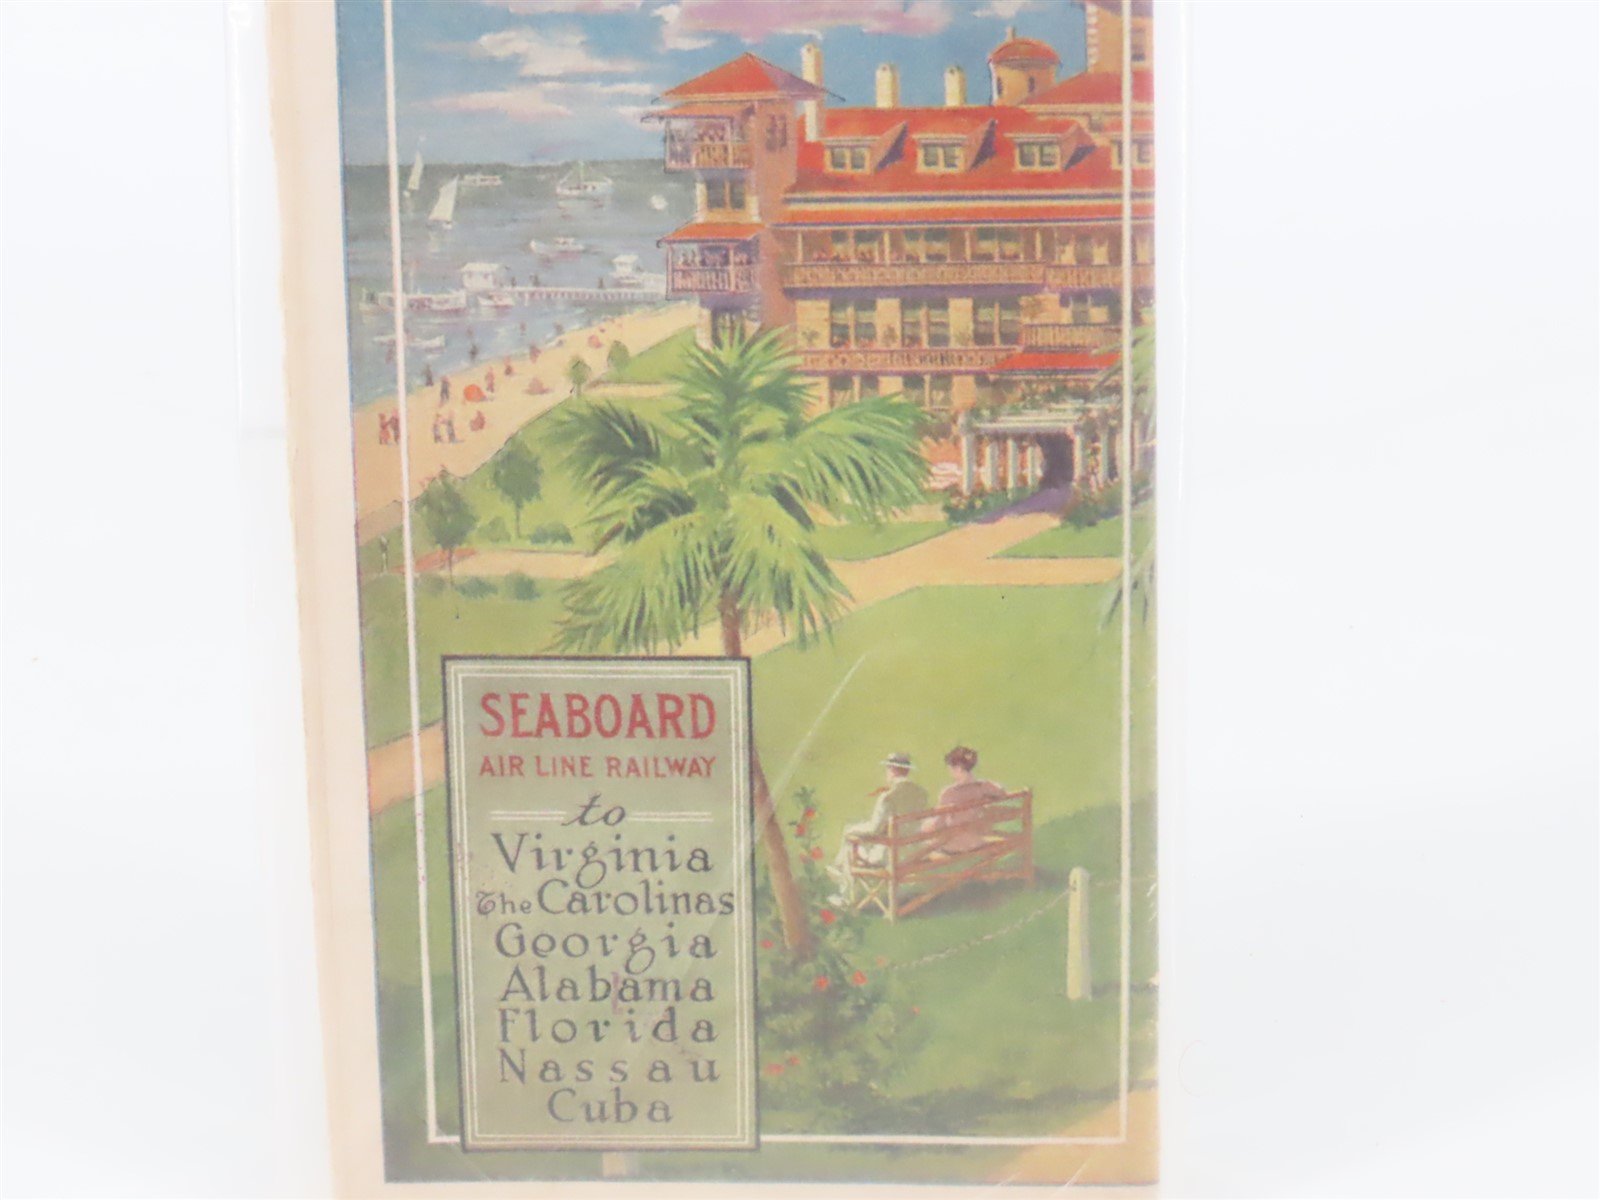 SEABOARD
AIR LINE RAILWAY
to
Virginia
The Carolinas
Georgia
Alabama
Florida
Nassau
Cuba